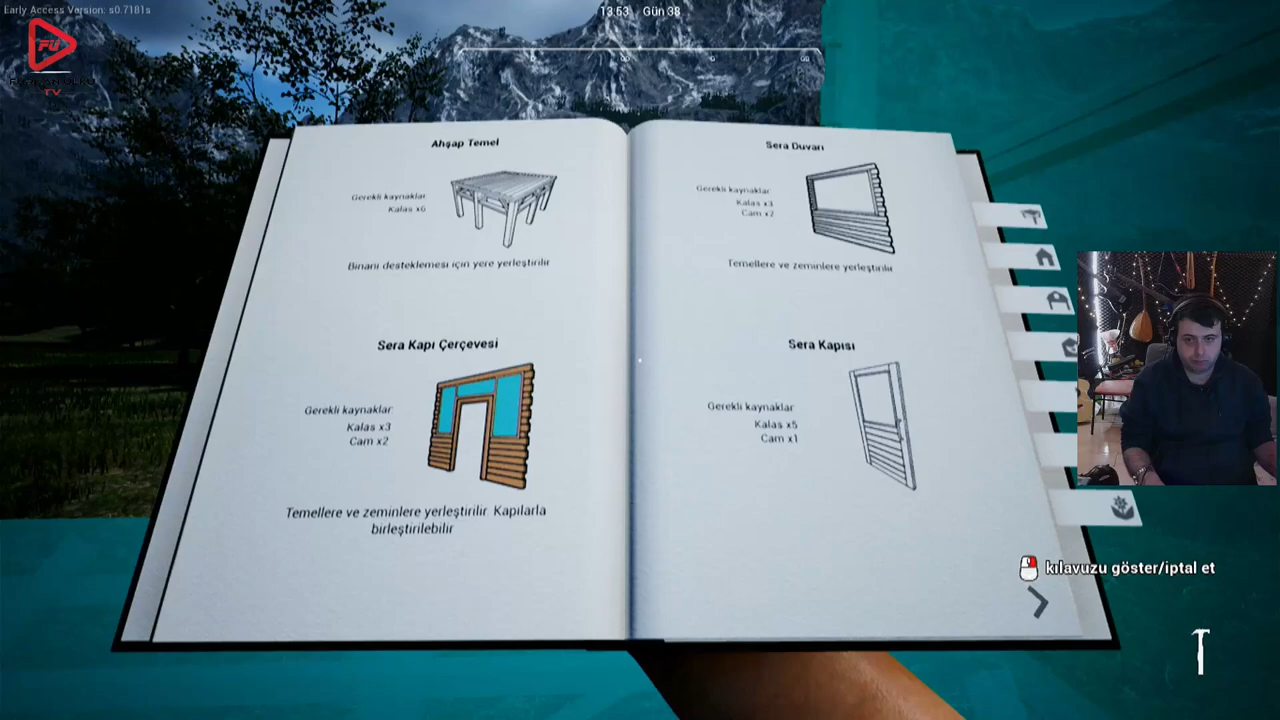 Early Access Version: s0.7181s
13:53 Gün 38
FU
TV
Ahşap Temel
Gerekli kaynaklar
Kalas x6
Binanı desteklemesi için yere yerleştirilir
Sera Kapı Çerçevesi
Gerekli kaynaklar
Kalas x3
Cam x2
Temellere ve zeminlere yerleştirilir Kapılarla
birleştirilebilir
Sera Duvarı
Gerekli kaynaklar
Kalas x3
Cam x2
Temellere ve zeminlere yerleştirilir
Sera Kapısı
Gerekli kaynaklar
Kalas x5
Cam x1
kılavuzu göster/iptal et